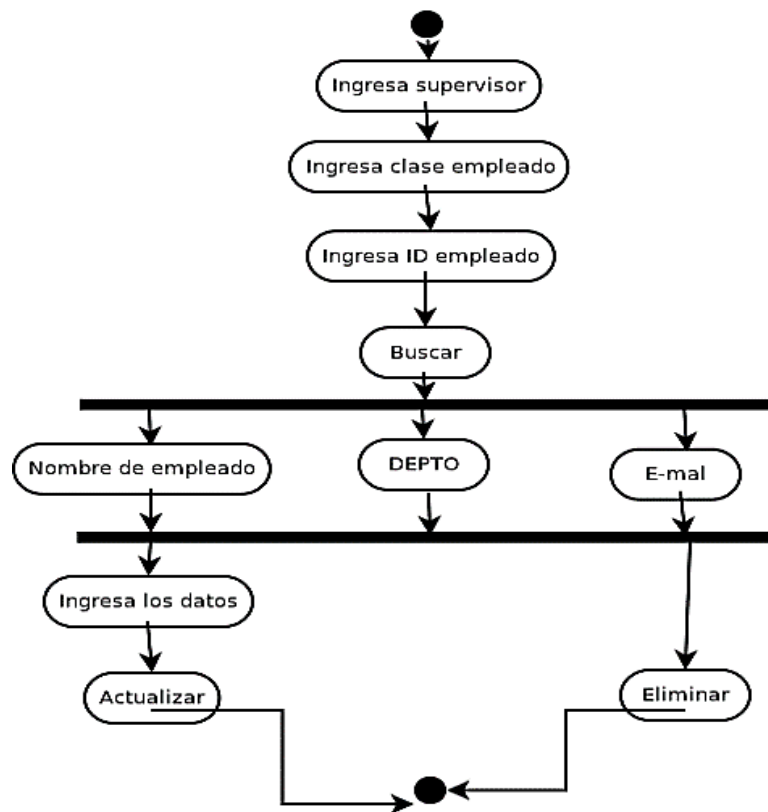 Ingresa supervisor
Ingresa clase empleado
Ingresa ID empleado
Buscar
Nombre de empleado
DEPTO
E-mal
Ingresa los datos
Actualizar
Eliminar